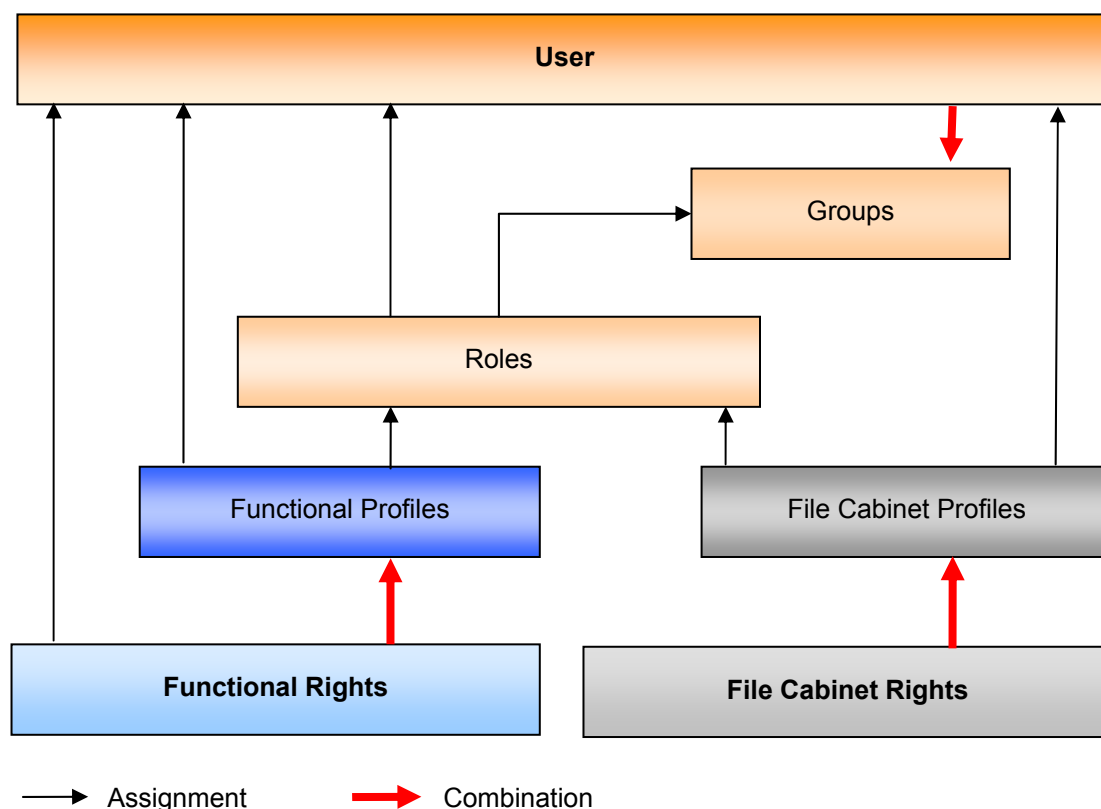 User
Groups
Roles
Functional Profiles
File Cabinet Profiles
Functional Rights
File Cabinet Rights
Assignment
Combination